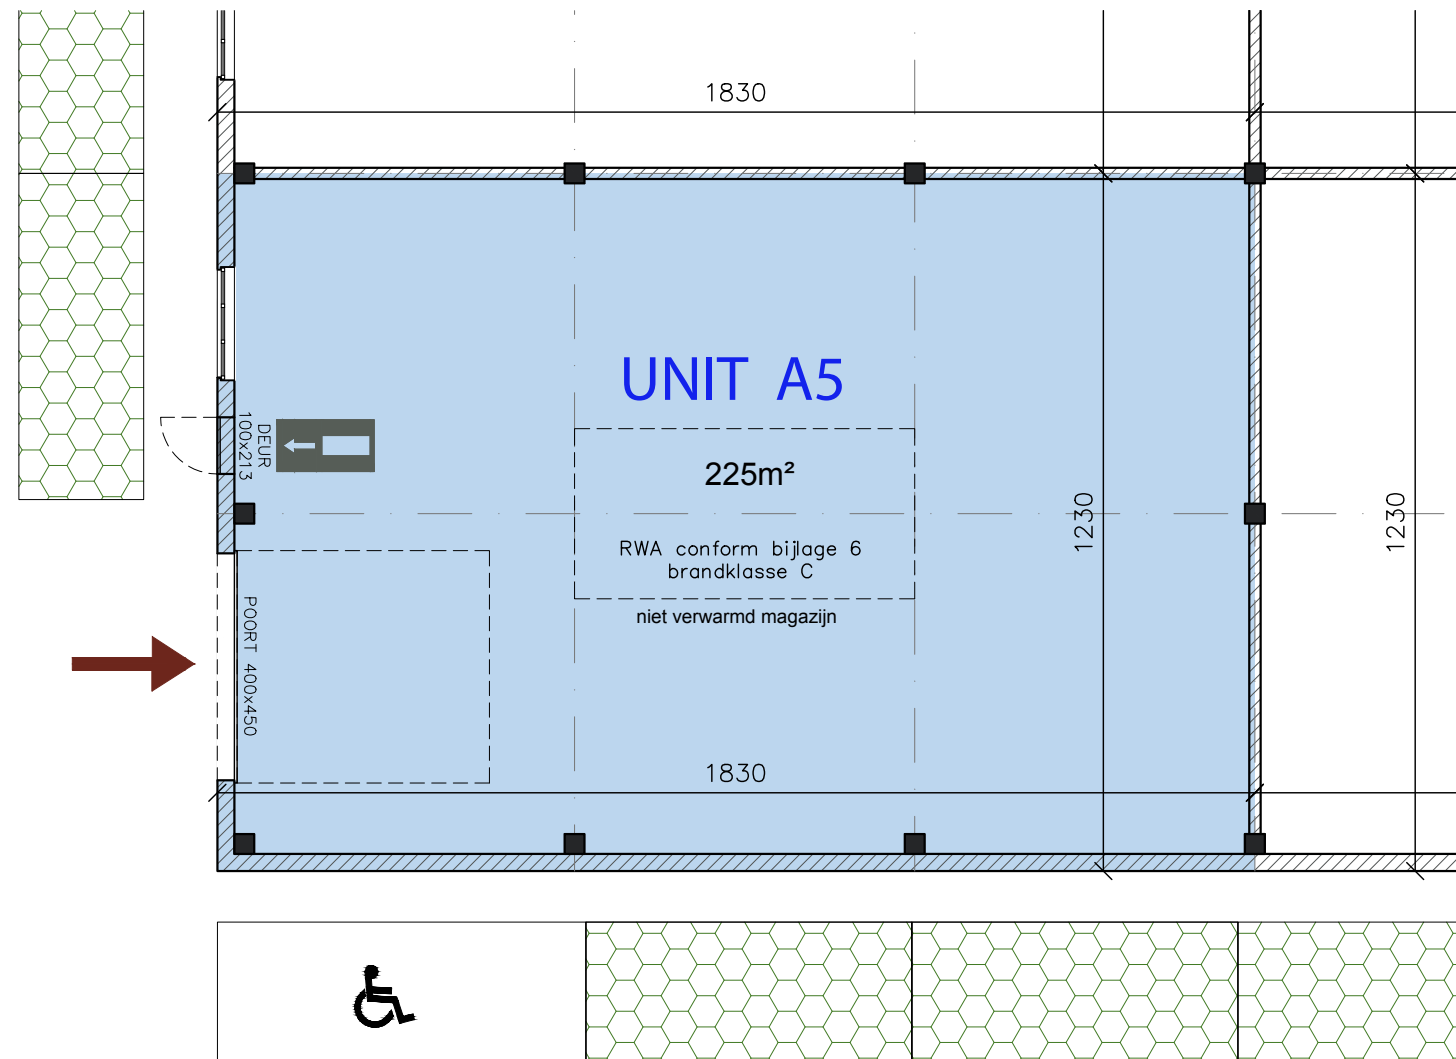 1830
UNIT A5
DEUR
100x213
225m²
1230
1230
RWA conform bijlage 6
brandklasse C
niet verwarmd magazijn
POORT 400x450
1830